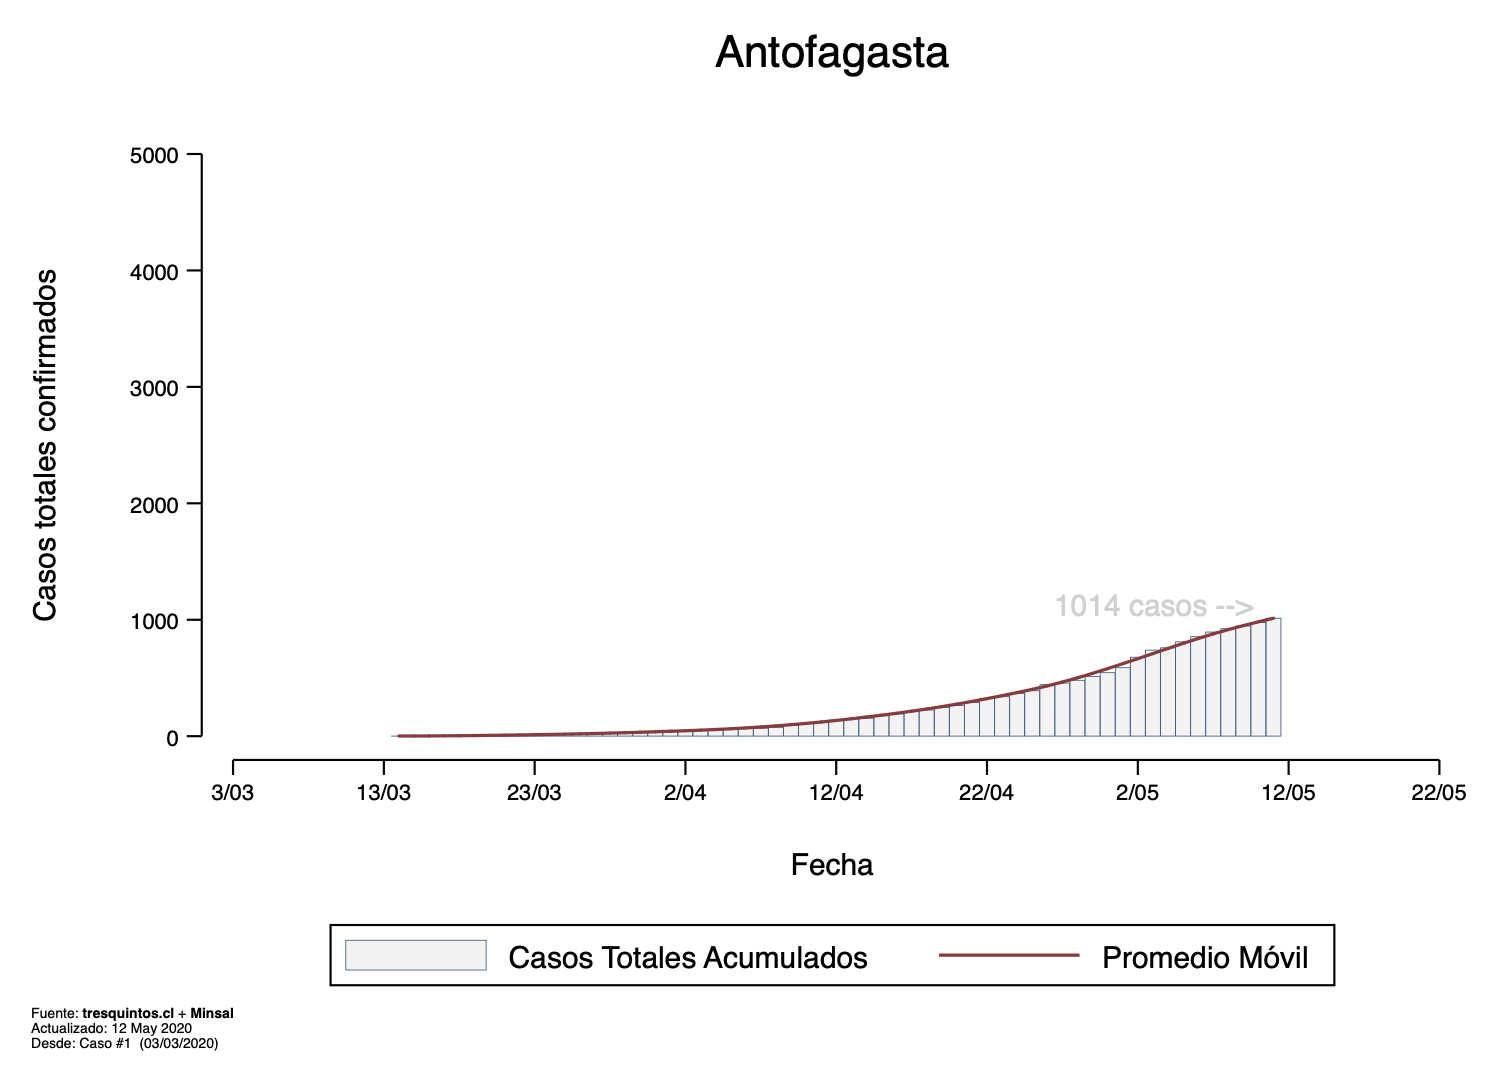 Antofagasta
5000
4000
3000
2000
1000
0
Casos totales confirmados
1014 casos -->
3/03 13/03 23/03 2/04 12/04 22/04 2/05 12/05 22/05
Fecha
Casos Totales Acumulados Promedio Móvil
Fuente: tresquintos.cl + Minsal
Actualizado: 12 May 2020
Desde: Caso #1 (03/03/2020)